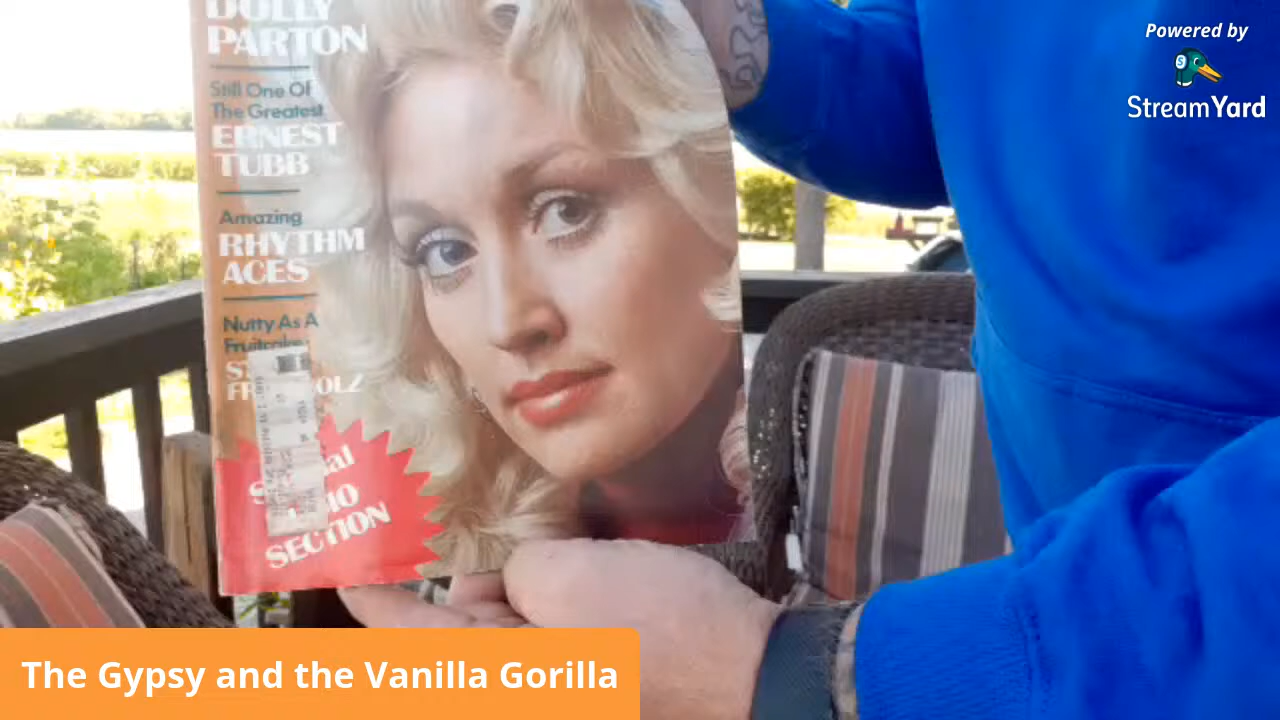 DOLLY
PARTON
Still One Of
The Greatest
ERNEST
TUBB
Amazing
RHYTHM
ACES
Nutty As A
Fruitcake
SECTION
The Gypsy and the Vanilla Gorilla
Powered by
StreamYard